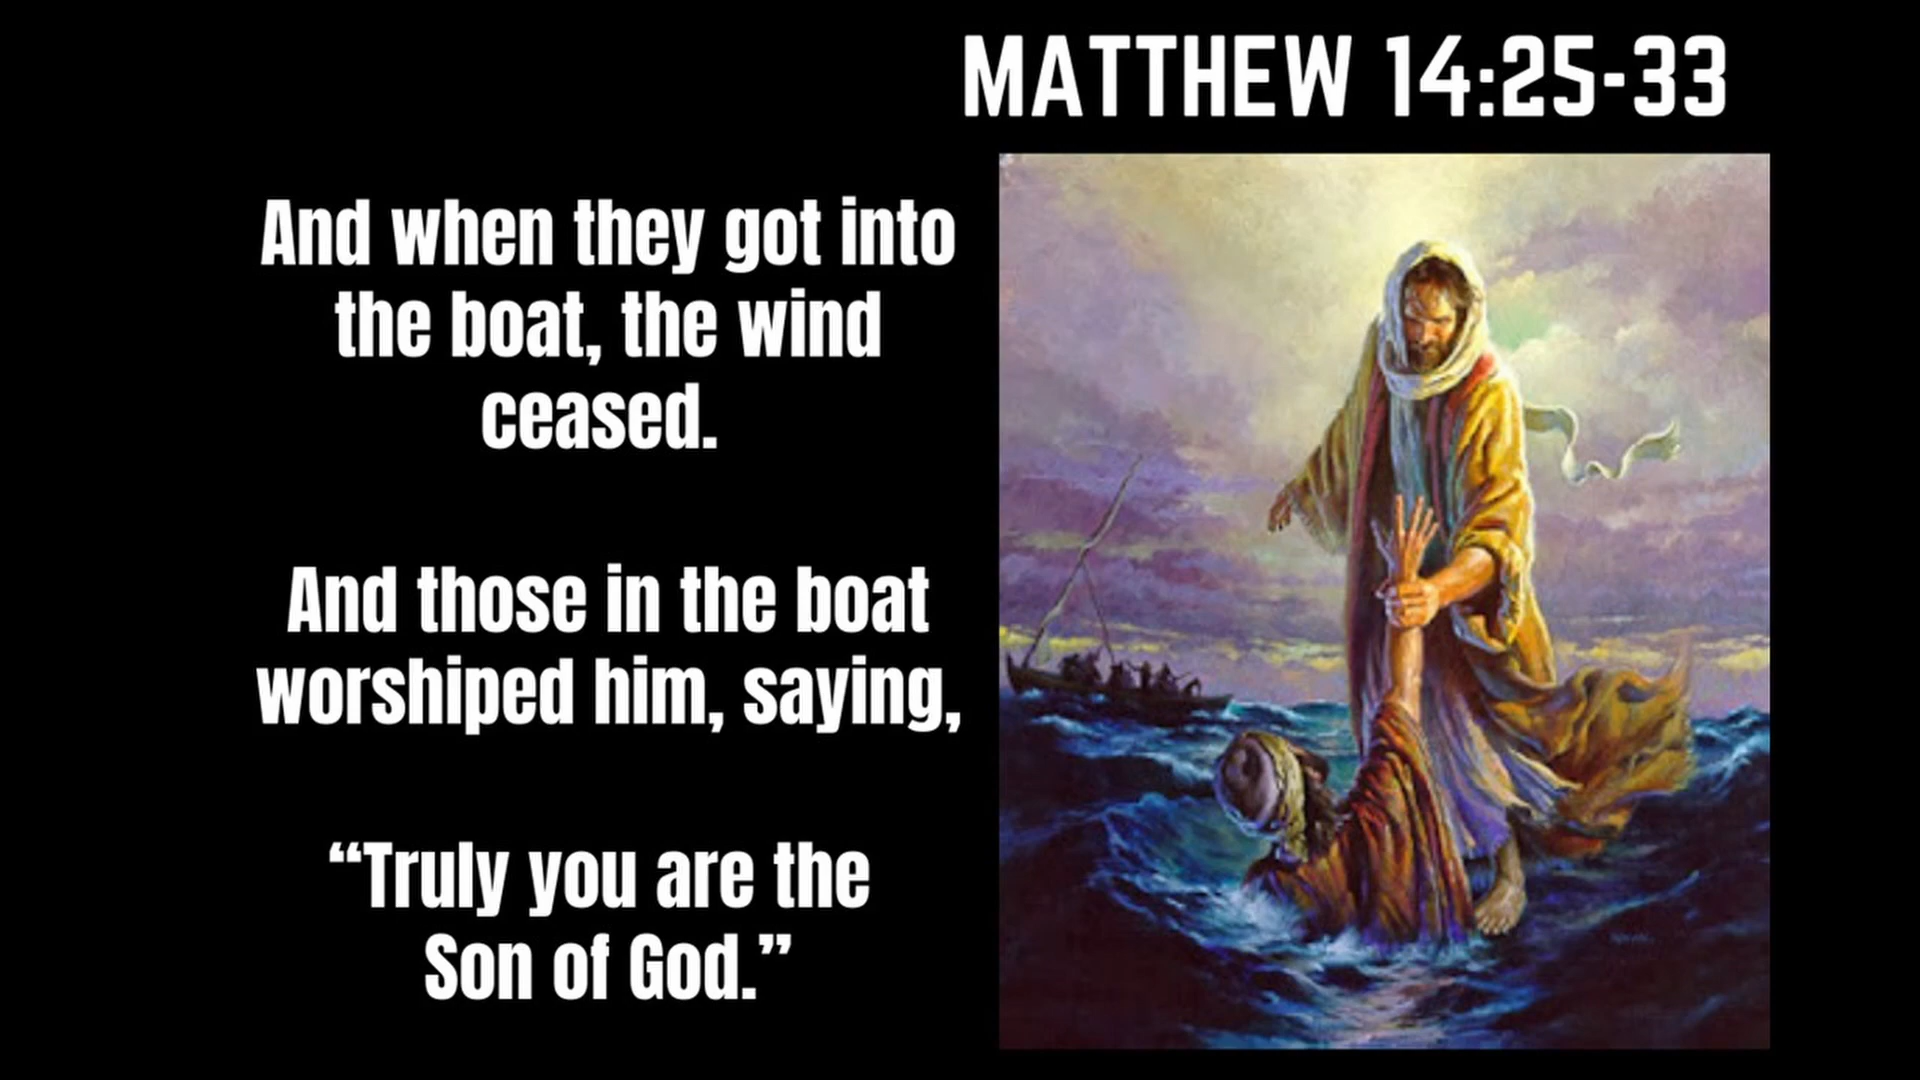 MATTHEW 14:25-33
And when they got into
the boat, the wind
ceased.
And those in the boat
worshiped him, saying,
“Truly you are the
Son of God.”